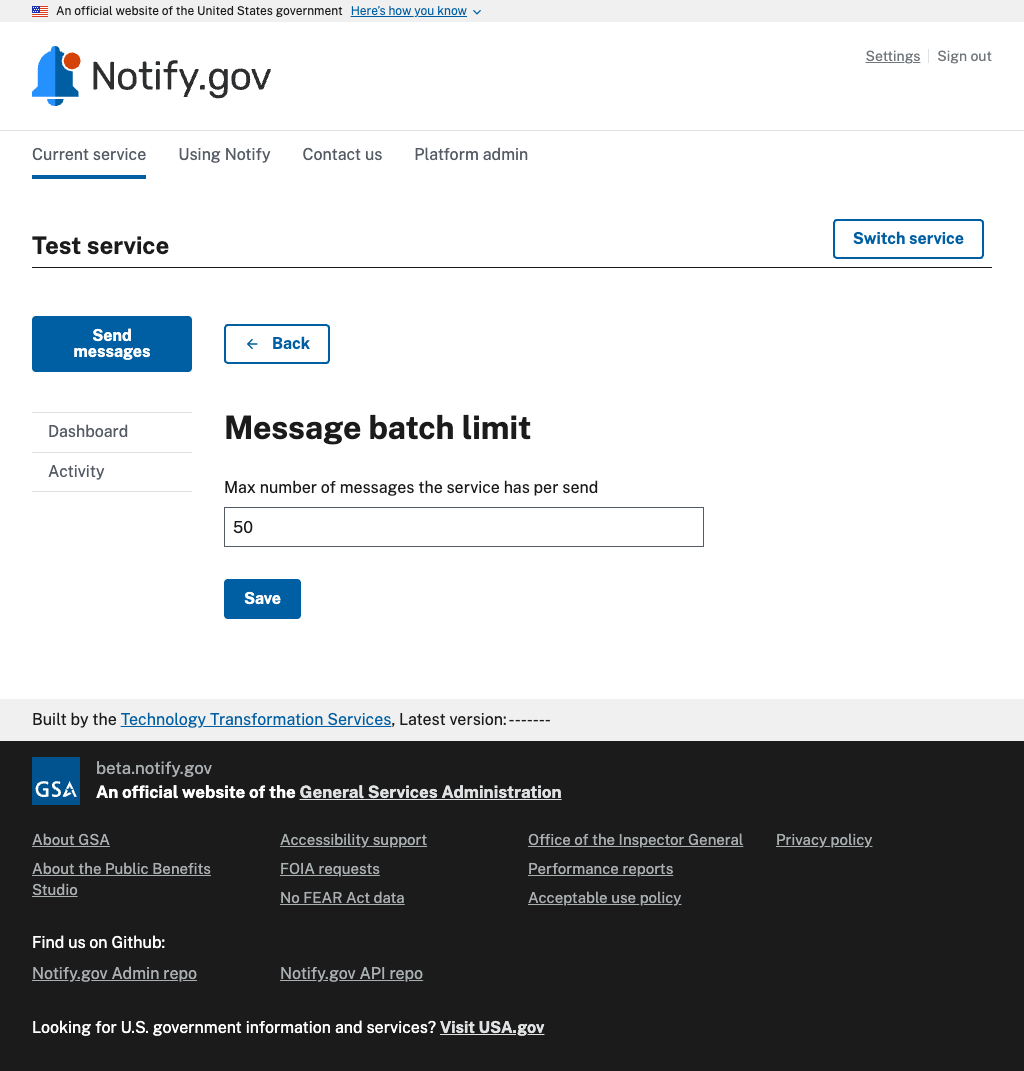 An official website of the United States government Here's how you know
Notify.gov
Settings Sign out
Current service Using Notify Contact us Platform admin
Test service
Switch service
Send
messages
Back
Dashboard
Activity
Message batch limit
Max number of messages the service has per send
50
Save
Built by the Technology Transformation Services, Latest version:-------
GSA
beta.notify.gov
An official website of the General Services Administration
About GSA
About the Public Benefits
Studio
Accessibility support
FOIA requests
No FEAR Act data
Office of the Inspector General
Performance reports
Acceptable use policy
Privacy policy
Find us on Github:
Notify.gov Admin repo
Notify.gov API repo
Looking for U.S. government information and services? Visit USA.gov